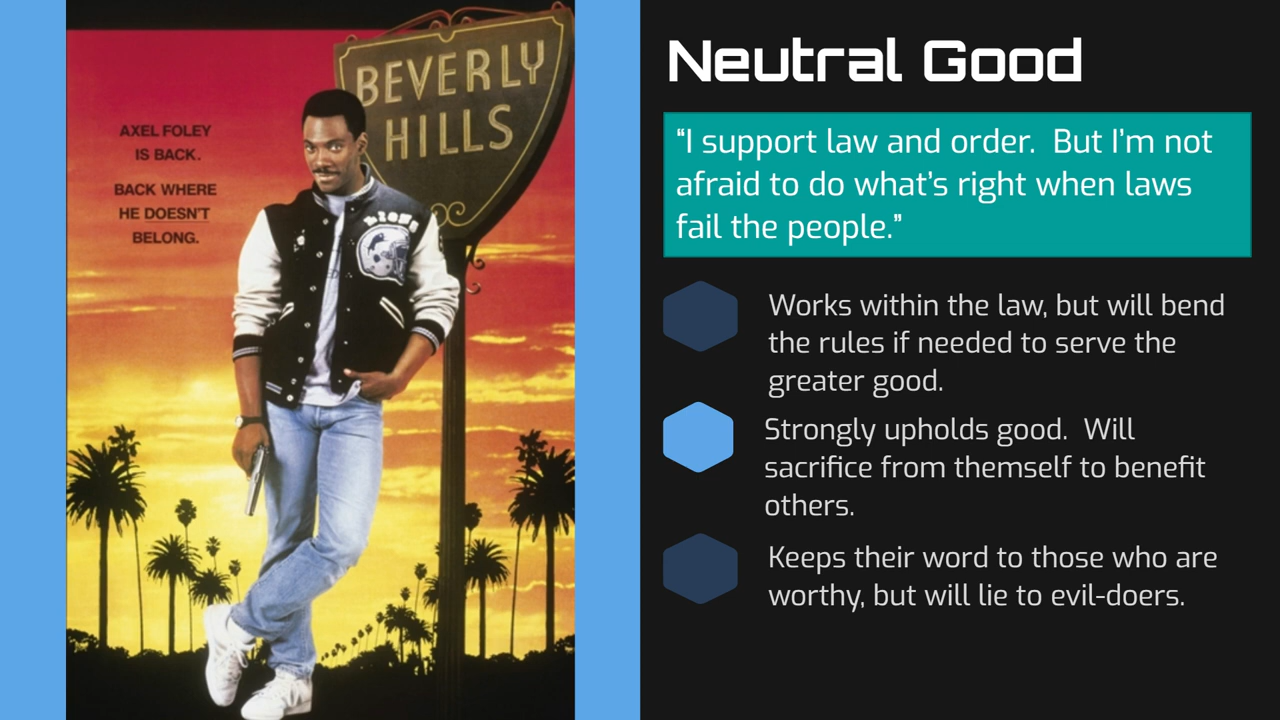 BEVERLY
HILLS
AXEL FOLEY
IS BACK.
BACK WHERE
HE DOESN'T
BELONG.
Lions
Neutral Good
“I support law and order.  But I’m not
afraid to do what’s right when laws
fail the people.”
Works within the law, but will bend
the rules if needed to serve the
greater good.
Strongly upholds good.  Will
sacrifice from themself to benefit
others.
Keeps their word to those who are
worthy, but will lie to evil-doers.